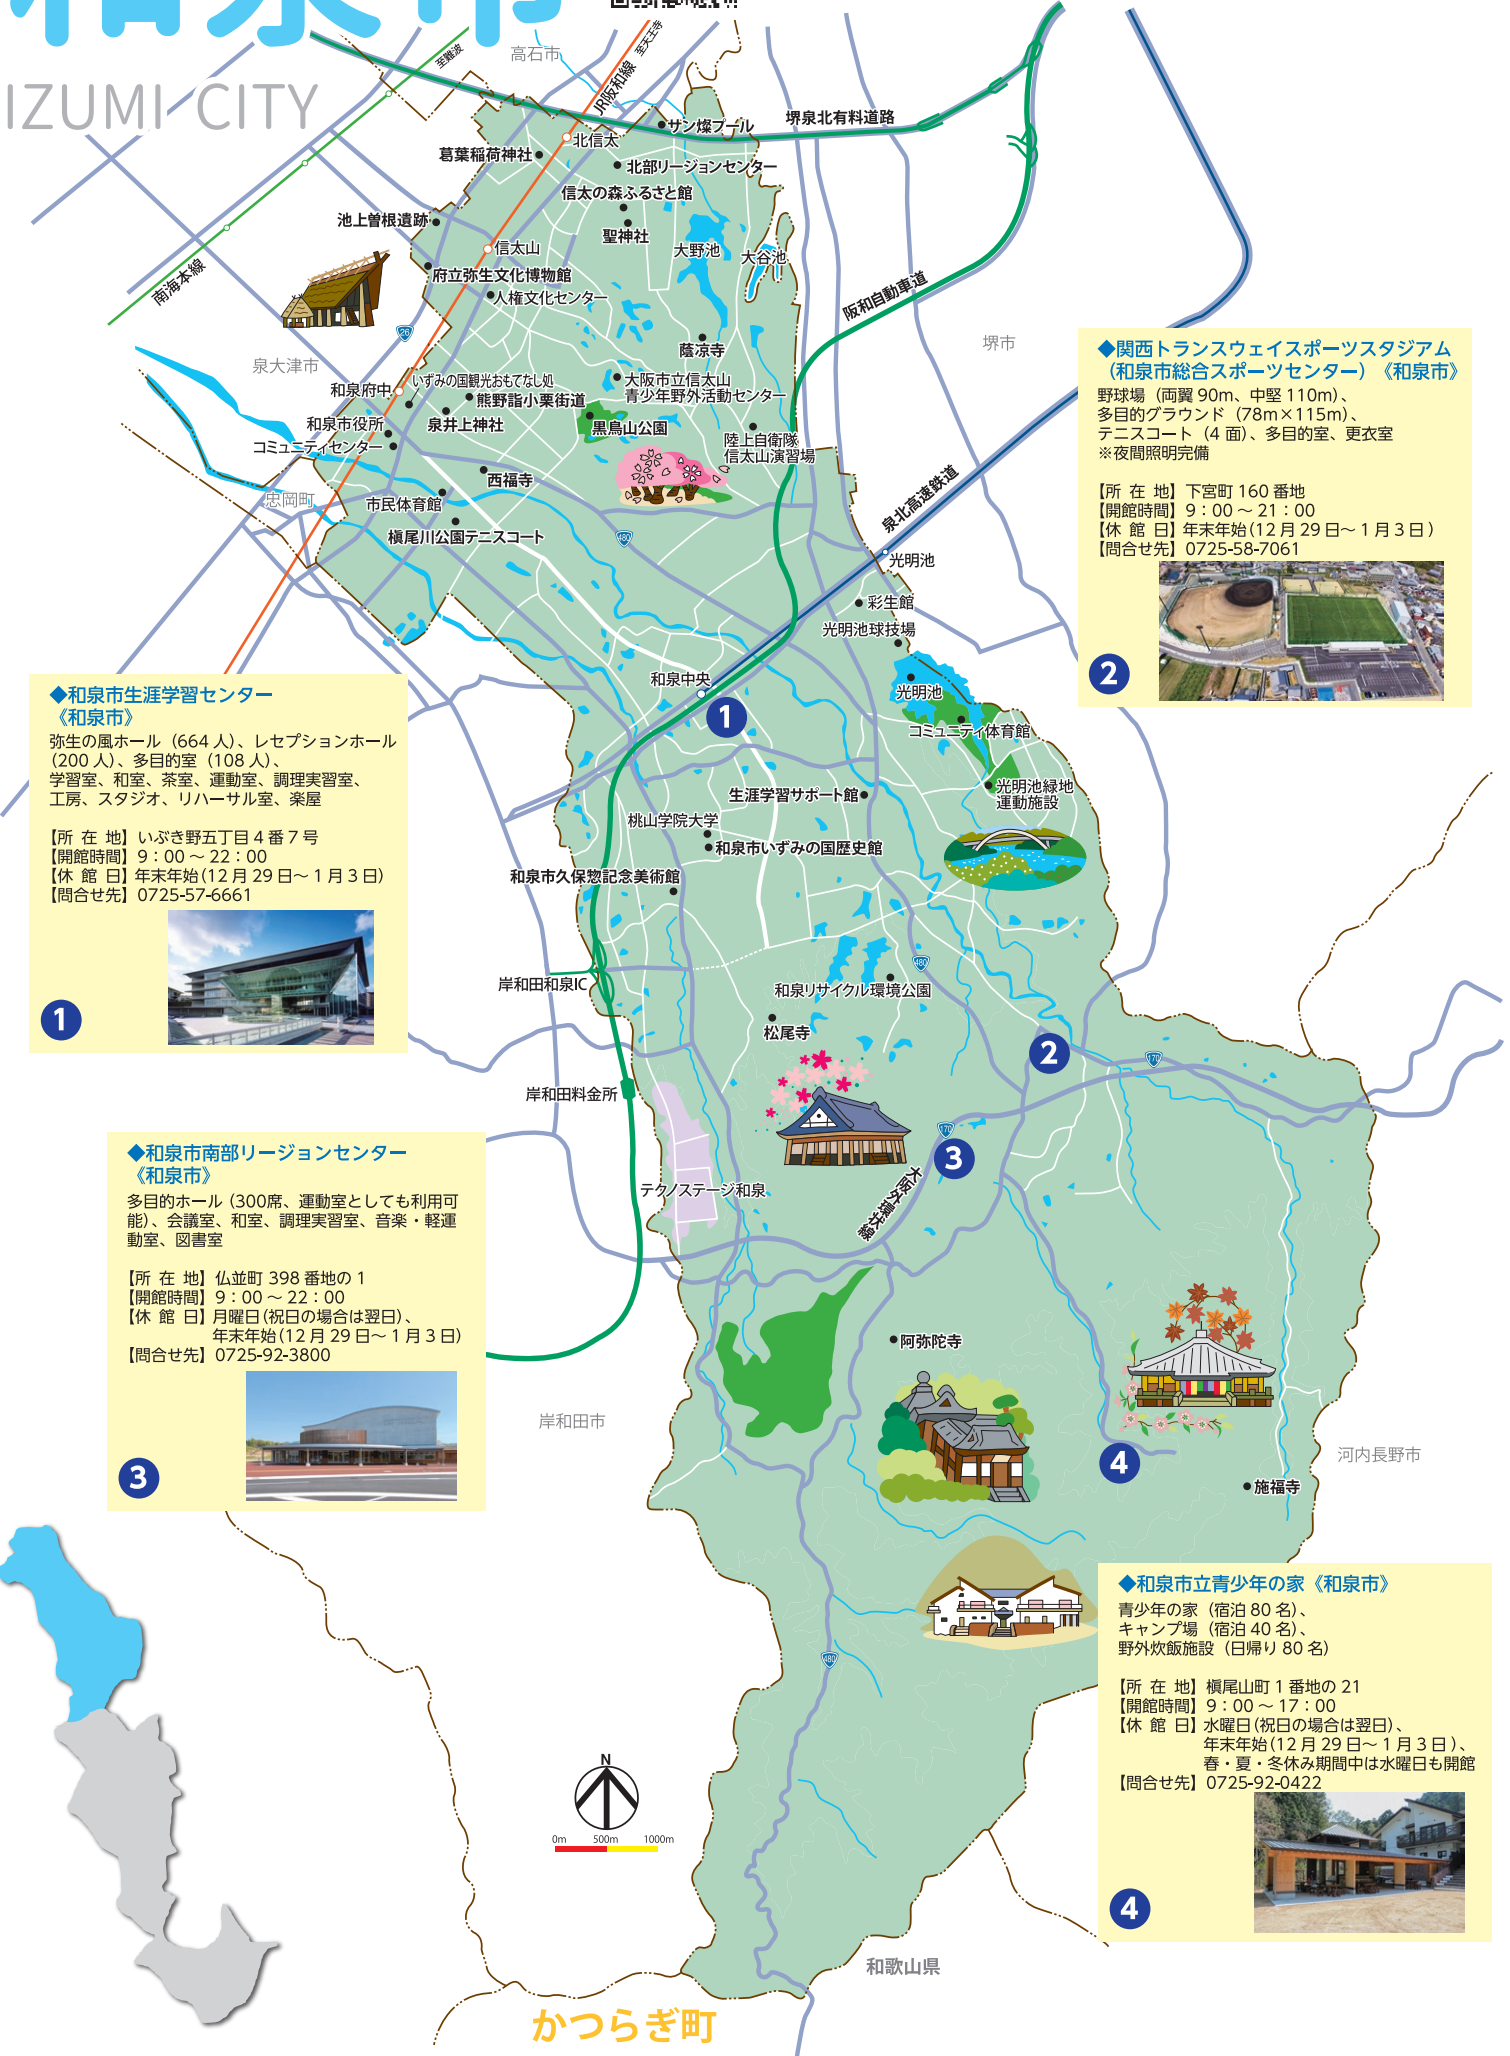 和泉市
IZUMI CITY
高石市
至難波
JR阪和線
至天王寺
南海本線
堺泉北有料道路
サン燦プール
北信太
葛葉稲荷神社
北部リージョンセンター
信太の森ふるさと館
池上曽根遺跡
聖神社
信太山
大野池
大谷池
府立弥生文化博物館
人権文化センター
阪和自動車道
26
蔭凉寺
堺市
泉大津市
和泉府中
いずみの国観光おもてなし処
大阪市立信太山
青少年野外活動センター
熊野詣小栗街道
和泉市役所
泉井上神社
黒鳥山公園
コミュニティセンター
陸上自衛隊
信太山演習場
西福寺
忠岡町
市民体育館
槇尾川公園テニスコート
480
泉北高速鉄道
光明池
彩生館
光明池球技場
和泉中央
1
光明池
コミュニティ体育館
光明池緑地
運動施設
生涯学習サポート館
桃山学院大学
和泉市いずみの国歴史館
和泉市久保惣記念美術館
480
岸和田和泉IC
和泉リサイクル環境公園
松尾寺
2
170
岸和田料金所
170
3
大阪外環状線
テクノステージ和泉
阿弥陀寺
岸和田市
4
河内長野市
施福寺
480
和歌山県
かつらぎ町
N
0m 500m 1000m
◆関西トランスウェイスポーツスタジアム
(和泉市総合スポーツセンター)《和泉市》
野球場(両翼 90m、中堅 110m)、
多目的グラウンド(78m×115m)、
テニスコート(4 面)、多目的室、更衣室
※夜間照明完備
【所 在 地】下宮町 160 番地
【開館時間】9:00 ~ 21:00
【休 館 日】年末年始(12 月 29 日~ 1 月 3 日)
【問合せ先】0725-58-7061
2
◆和泉市生涯学習センター
《和泉市》
弥生の風ホール(664 人)、レセプションホール
(200 人)、多目的室(108 人)、
学習室、和室、茶室、運動室、調理実習室、
工房、スタジオ、リハーサル室、楽屋
【所 在 地】いぶき野五丁目 4 番 7 号
【開館時間】9:00 ~ 22:00
【休 館 日】年末年始(12 月 29 日~ 1 月 3 日)
【問合せ先】0725-57-6661
1
◆和泉市南部リージョンセンター
《和泉市》
多目的ホール(300席、運動室としても利用可
能)、会議室、和室、調理実習室、音楽・軽運
動室、図書室
【所 在 地】仏並町 398 番地の 1
【開館時間】9:00 ~ 22:00
【休 館 日】月曜日(祝日の場合は翌日)、
年末年始(12 月 29 日~ 1 月 3 日)
【問合せ先】0725-92-3800
3
◆和泉市立青少年の家《和泉市》
青少年の家(宿泊 80 名)、
キャンプ場(宿泊 40 名)、
野外炊飯施設(日帰り 80 名)
【所 在 地】槇尾山町 1 番地の 21
【開館時間】9:00 ~ 17:00
【休 館 日】水曜日(祝日の場合は翌日)、
年末年始(12 月 29 日~ 1 月 3 日)、
春・夏・冬休み期間中は水曜日も開館
【問合せ先】0725-92-0422
4